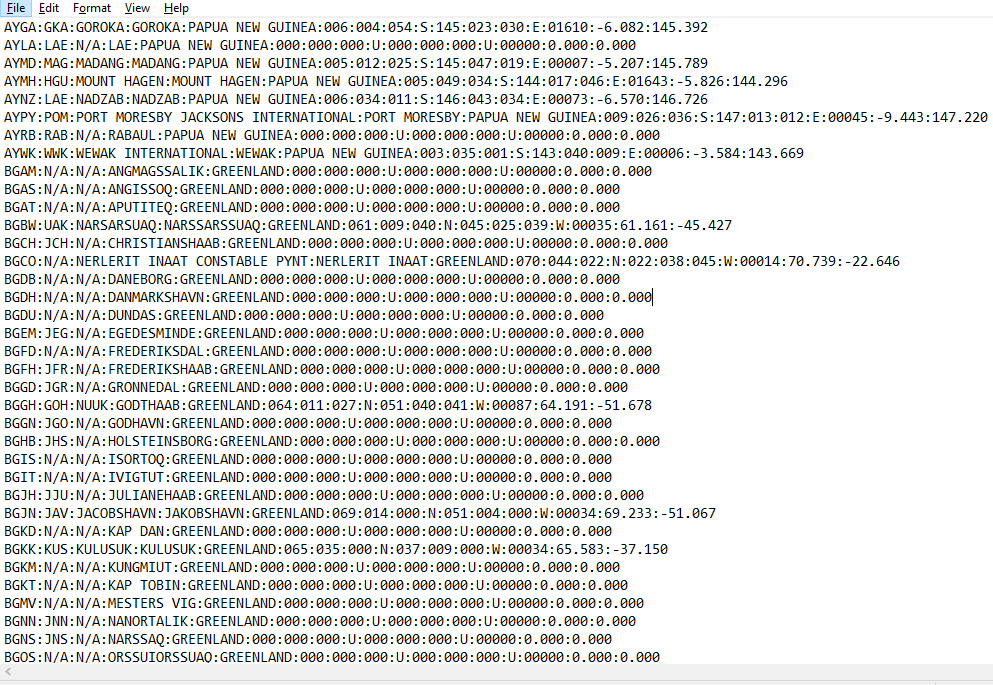 File Edit Format View Help
AYGA:GKA:GOROKA:GOROKA:PAPUA NEW GUINEA:006:004:054:S:145:023:030:E:01610:-6.082:145.392
AYLA:LAE:N/A:LAE:PAPUA NEW GUINEA:000:000:000:U:000:000:000:U:00000:0.000:0.000
AYMD:MAG:MADANG:MADANG:PAPUA NEW GUINEA:005:012:025:S:145:047:019:E:00007:-5.207:145.789
AYMH:HGU:MOUNT HAGEN:MOUNT HAGEN:PAPUA NEW GUINEA:005:049:034:S:144:017:046:E:01643:-5.826:144.296
AYNZ:LAE:NADZAB:NADZAB:PAPUA NEW GUINEA:006:034:011:S:146:043:034:E:00073:-6.570:146.726
AYPY:POM:PORT MORESBY JACKSONS INTERNATIONAL:PORT MORESBY:PAPUA NEW GUINEA:009:026:036:S:147:013:012:E:00045:-9.443:147.220
AYRB:RAB:N/A:RABAUL:PAPUA NEW GUINEA:000:000:000:U:000:000:000:U:00000:0.000:0.000
AYWK:WWK:WEWAK INTERNATIONAL:WEWAK:PAPUA NEW GUINEA:003:035:001:S:143:040:009:E:00006:-3.584:143.669
BGAM:N/A:N/A:ANGMAGSSALIK:GREENLAND:000:000:000:U:000:000:000:U:00000:0.000:0.000
BGAS:N/A:N/A:ANGISSOQ:GREENLAND:000:000:000:U:000:000:000:U:00000:0.000:0.000
BGAT:N/A:N/A:APUTITEQ:GREENLAND:000:000:000:U:000:000:000:U:00000:0.000:0.000
BGBW:UAK:NARSARSUAQ:NARSSARSSUAQ:GREENLAND:061:009:040:N:045:025:039:W:00035:61.161:-45.427
BGCH:JCH:N/A:CHRISTIANSHAAB:GREENLAND:000:000:000:U:000:000:000:U:00000:0.000:0.000
BGCO:N/A:NERLERIT INAAT CONSTABLE PYNT:NERLERIT INAAT:GREENLAND:070:044:022:N:022:038:045:W:00014:70.739:-22.646
BGDB:N/A:N/A:DANEBORG:GREENLAND:000:000:000:U:000:000:000:U:00000:0.000:0.000
BGDH:N/A:N/A:DANMARKSHAVN:GREENLAND:000:000:000:U:000:000:000:U:00000:0.000:0.000
BGDU:N/A:N/A:DUNDAS:GREENLAND:000:000:000:U:000:000:000:U:00000:0.000:0.000
BGEM:JEG:N/A:EGEDESMINDE:GREENLAND:000:000:000:U:000:000:000:U:00000:0.000:0.000
BGFD:N/A:N/A:FREDERIKSDAL:GREENLAND:000:000:000:U:000:000:000:U:00000:0.000:0.000
BGFH:JFR:N/A:FREDERIKSHAAB:GREENLAND:000:000:000:U:000:000:000:U:00000:0.000:0.000
BGGD:JGR:N/A:GRONNEDAL:GREENLAND:000:000:000:U:000:000:000:U:00000:0.000:0.000
BGGH:GOH:NUUK:GODTHAAB:GREENLAND:064:011:027:N:051:040:041:W:00087:64.191:-51.678
BGGN:JGO:N/A:GODHAVN:GREENLAND:000:000:000:U:000:000:000:U:00000:0.000:0.000
BGHB:JHS:N/A:HOLSTEINSBORG:GREENLAND:000:000:000:U:000:000:000:U:00000:0.000:0.000
BGIS:N/A:N/A:ISORTOQ:GREENLAND:000:000:000:U:000:000:000:U:00000:0.000:0.000
BGIT:N/A:N/A:IVIGTUT:GREENLAND:000:000:000:U:000:000:000:U:00000:0.000:0.000
BGJH:JJU:N/A:JULIANEHAAB:GREENLAND:000:000:000:U:000:000:000:U:00000:0.000:0.000
BGJN:JAV:JACOBSHAVN:JAKOBSHAVN:GREENLAND:069:014:000:N:051:004:000:W:00034:69.233:-51.067
BGKD:N/A:N/A:KAP DAN:GREENLAND:000:000:000:U:000:000:000:U:00000:0.000:0.000
BGKK:KUS:KULUSUK:KULUSUK:GREENLAND:065:035:000:N:037:009:000:W:00034:65.583:-37.150
BGKM:N/A:N/A:KUNGMIUT:GREENLAND:000:000:000:U:000:000:000:U:00000:0.000:0.000
BGKT:N/A:N/A:KAP TOBIN:GREENLAND:000:000:000:U:000:000:000:U:00000:0.000:0.000
BGMV:N/A:N/A:MESTERS VIG:GREENLAND:000:000:000:U:000:000:000:U:00000:0.000:0.000
BGNN:JNN:N/A:NANORTALIK:GREENLAND:000:000:000:U:000:000:000:U:00000:0.000:0.000
BGNS:JNS:N/A:NARSSAQ:GREENLAND:000:000:000:U:000:000:000:U:00000:0.000:0.000
BGOS:N/A:N/A:ORSSUIORSSUAQ:GREENLAND:000:000:000:U:000:000:000:U:00000:0.000:0.000